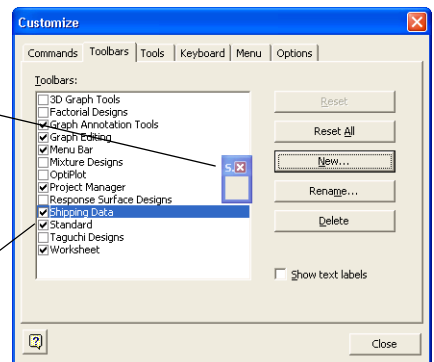 Customize
Commands Toolbars Tools Keyboard Menu Options
Toolbars:
3D Graph Tools
Factorial Designs
Graph Annotation Tools
Graph Editing
Menu Bar
Mixture Designs
OptiPlot
Project Manager
Response Surface Designs
Shipping Data
Standard
Taguchi Designs
Worksheet
S.
Reset
Reset All
New...
Rename...
Delete
Show text labels
Close